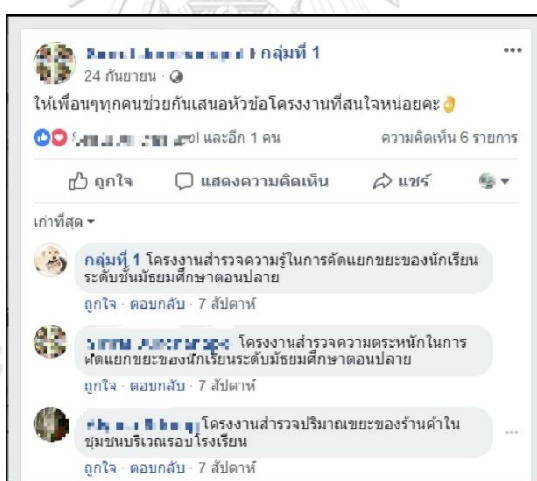 กลุ่มที่ 1
24 กันยายน ·
ให้เพื่อนๆทุกคนช่วยกันเสนอหัวข้อโครงงานที่สนใจหน่อยคะ👌
และอีก 1 คน ความคิดเห็น 6 รายการ
ถูกใจ แสดงความคิดเห็น แชร์
เก่าที่สุด
กลุ่มที่ 1 โครงงานสำรวจความรู้ในการคัดแยกขยะของนักเรียน
ระดับชั้นมัธยมศึกษาตอนปลาย
ถูกใจ · ตอบกลับ · 7 สัปดาห์
โครงงานสำรวจความตระหนักในการ
คัดแยกขยะของนักเรียนระดับมัธยมศึกษาตอนปลาย
ถูกใจ · ตอบกลับ · 7 สัปดาห์
โครงงานสำรวจปริมาณขยะของร้านค้าใน
ชุมชนบริเวณรอบโรงเรียน
ถูกใจ · ตอบกลับ · 7 สัปดาห์